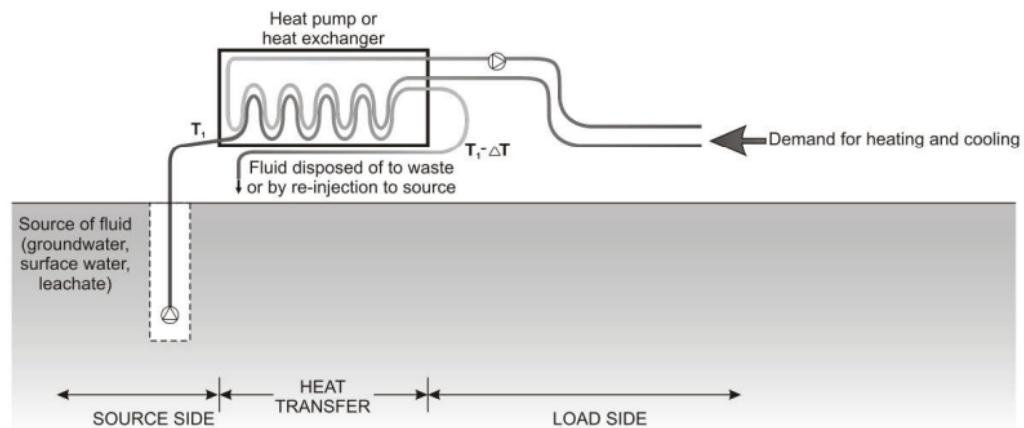 Heat pump or
heat exchanger
T₁
T₁-△T
Demand for heating and cooling
Fluid disposed of to waste
or by re-injection to source
Source of fluid
(groundwater,
surface water,
leachate)
SOURCE SIDE
HEAT
TRANSFER
LOAD SIDE